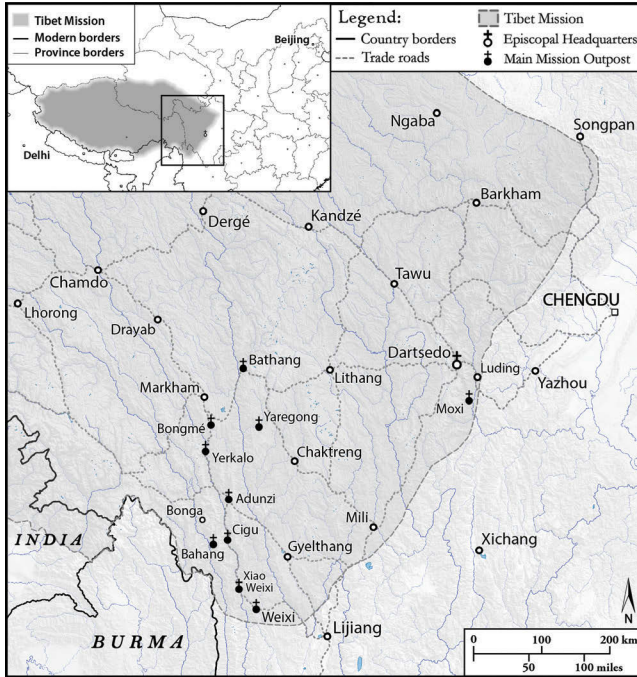 Tibet Mission
Modern borders
Province borders
Beijing
Delhi
Legend:
Country borders
Trade roads
Tibet Mission
Episcopal Headquarters
Main Mission Outpost
Ngaba
Songpan
Barkham
Dergé
Kandzé
Chamdo
Tawu
Lhorong
CHENGDU
Drayab
Dartsedo
Bathang
Lithang
Luding
Yazhou
Markham
Moxi
Bongmé
Yaregong
Yerkalo
Chaktreng
Adunzi
Bonga
Mili
INDIA
Cigu
Bahang
Gyelthang
Xichang
Xiao
Weixi
Weixi
N
BURMA
Lijiang
0 100 200 km
50 100 miles